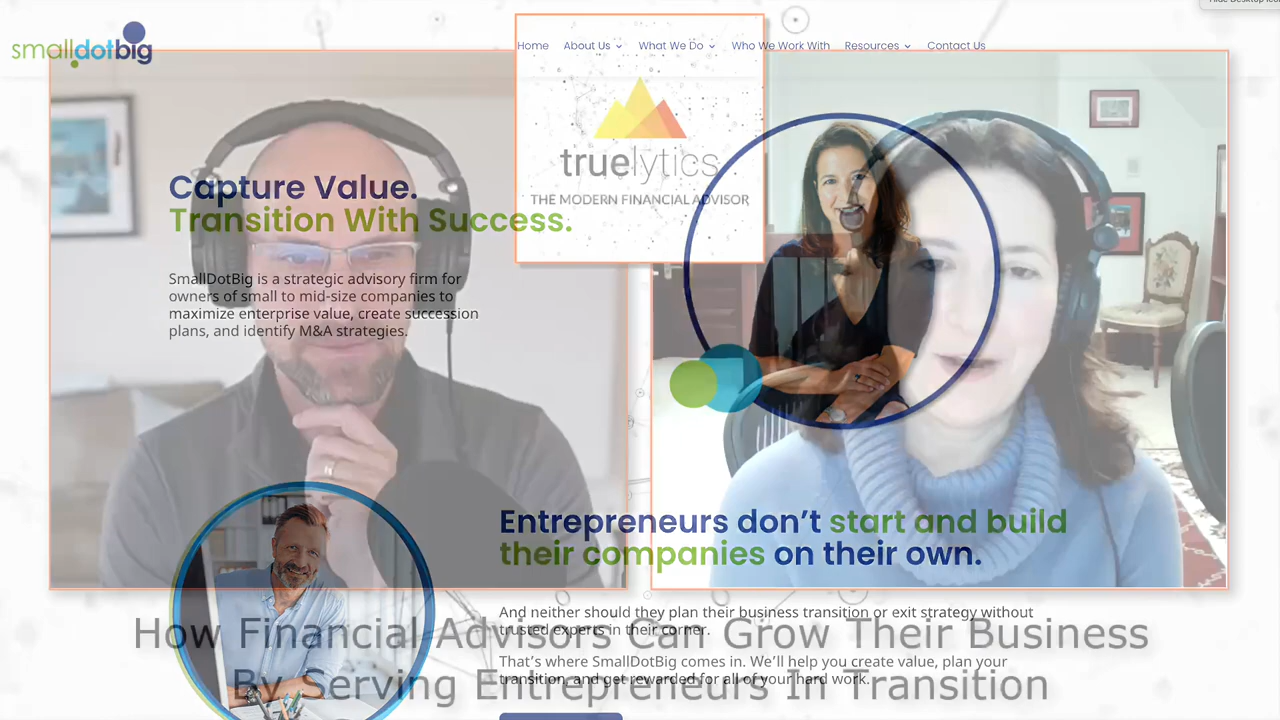 smalldotbig
Home About Us What We Do Who We Work With Resources Contact Us
truelytics
THE MODERN FINANCIAL ADVISOR
Capture Value.
Transition With Success.
SmallDotBig is a strategic advisory firm for
owners of small to mid-size companies to
maximize enterprise value, create succession
plans, and identify M&A strategies.
Entrepreneurs don’t start and build
their companies on their own.
And neither should they plan their business transition or exit strategy without
trusted experts in their corner.
That’s where SmallDotBig comes in. We’ll help you create value, plan your
transition, and get rewarded for all of your hard work.
How Financial Advisors Can Grow Their Business
By Serving Entrepreneurs In Transition